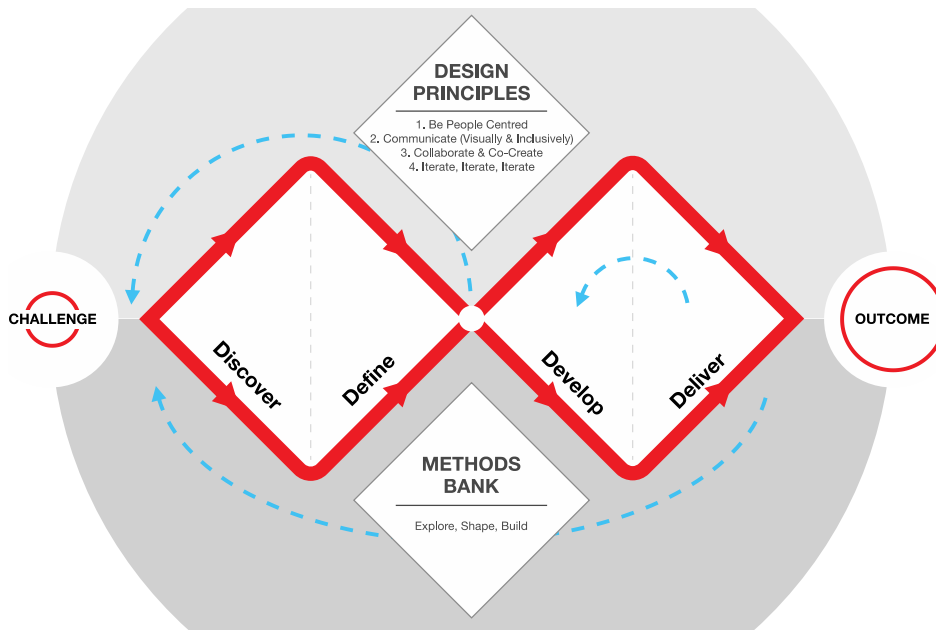 DESIGN
PRINCIPLES
1. Be People Centred
2. Communicate (Visually & Inclusively)
3. Collaborate & Co-Create
4. Iterate, Iterate, Iterate
CHALLENGE
OUTCOME
Discover
Define
Develop
Deliver
METHODS
BANK
Explore, Shape, Build